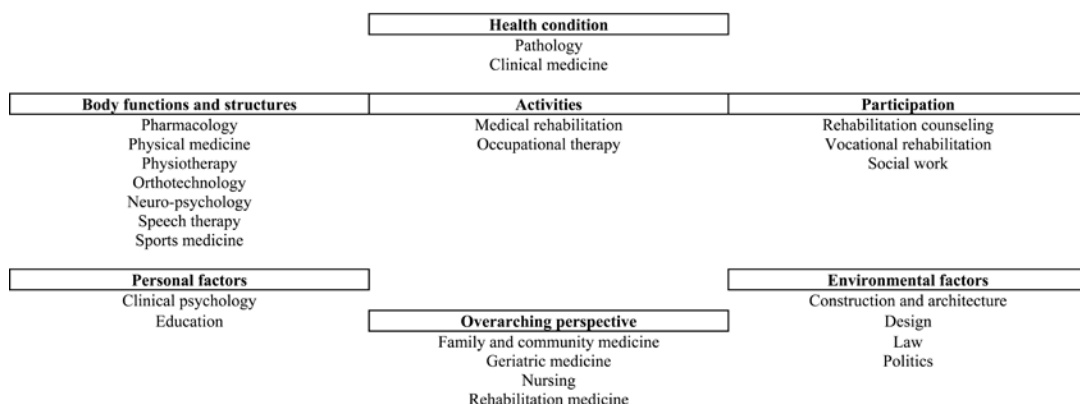 Health condition
Pathology
Clinical medicine
Body functions and structures
Pharmacology
Physical medicine
Physiotherapy
Orthotechnology
Neuro-psychology
Speech therapy
Sports medicine
Activities
Medical rehabilitation
Occupational therapy
Participation
Rehabilitation counseling
Vocational rehabilitation
Social work
Personal factors
Clinical psychology
Education
Overarching perspective
Family and community medicine
Geriatric medicine
Nursing
Rehabilitation medicine
Environmental factors
Construction and architecture
Design
Law
Politics